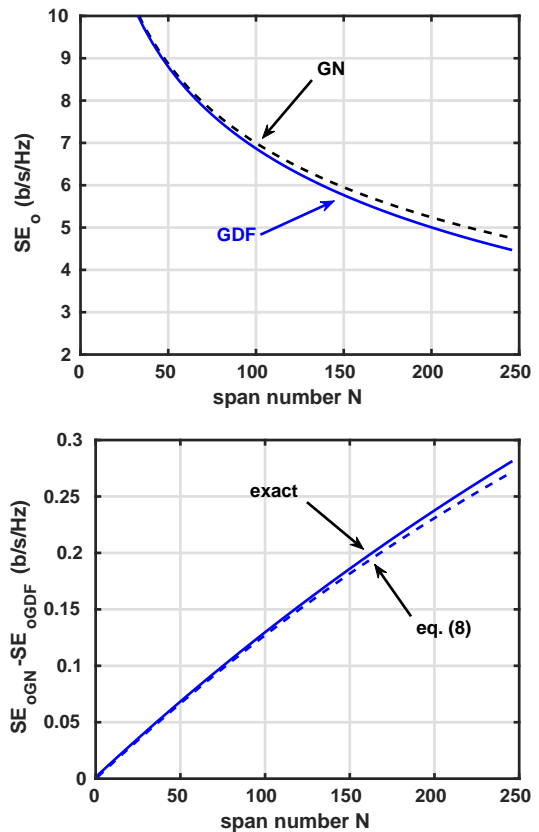 10
9
8
7
6
5
4
3
2
SE_o (b/s/Hz)
GN
GDF
0 50 100 150 200 250
span number N
0.3
0.25
0.2
0.15
0.1
0.05
0
SE_oGN-SE_oGDF (b/s/Hz)
exact
eq. (8)
0 50 100 150 200 250
span number N